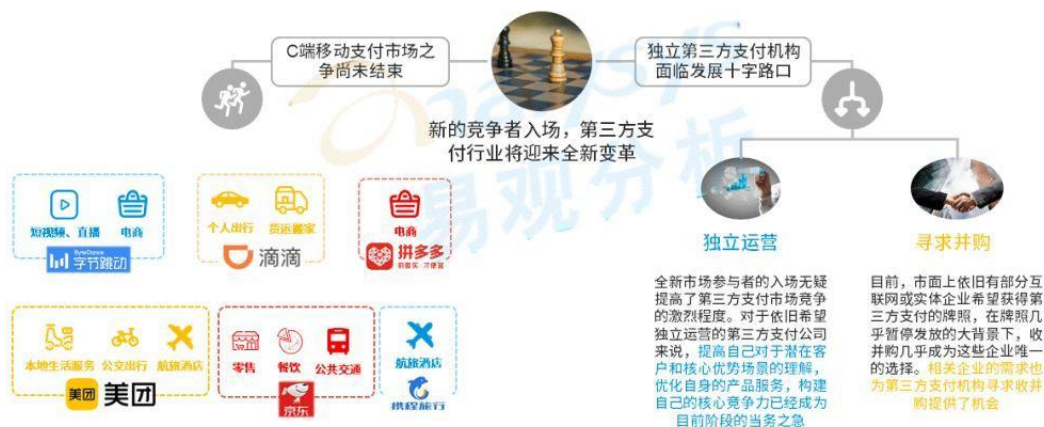 C端移动支付市场之
争尚未结束
独立第三方支付机构
面临发展十字路口
新的竞争者入场，第三方支
付行业将迎来全新变革
nalysys
易观分析
短视频、直播 电商
ByteDance
字节跳动
个人出行 货运搬家
滴滴
电商
拼多多
本地生活服务 公交出行 航旅酒店
美团 美团
零售 餐饮 公共交通
京东
航旅酒店
携程旅行
独立运营
全新市场参与者的入场无疑
提高了第三方支付市场竞争
的激烈程度。对于依旧希望
独立运营的第三方支付公司
来说，提高自己对于潜在客
户和核心优势场景的理解，
优化自身的产品服务，构建
自己的核心竞争力已经成为
目前阶段的当务之急
寻求并购
目前，市面上依旧有部分互
联网或实体企业希望获得第
三方支付的牌照，在牌照几
乎暂停发放的大背景下，收
并购几乎成为这些企业唯一
的选择。相关企业的需求也
为第三方支付机构寻求收并
购提供了机会